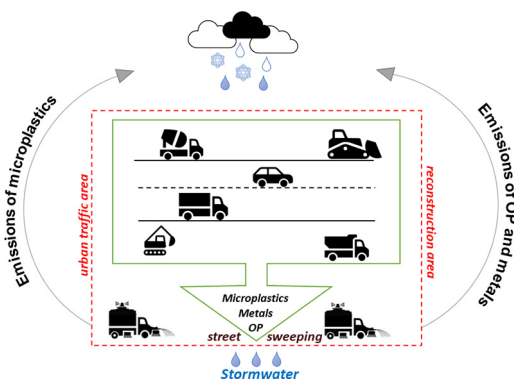 Emissions of microplastics
Emissions of OP and metals
urban traffic area
reconstruction area
Microplastics
Metals
OP
street sweeping
Stormwater